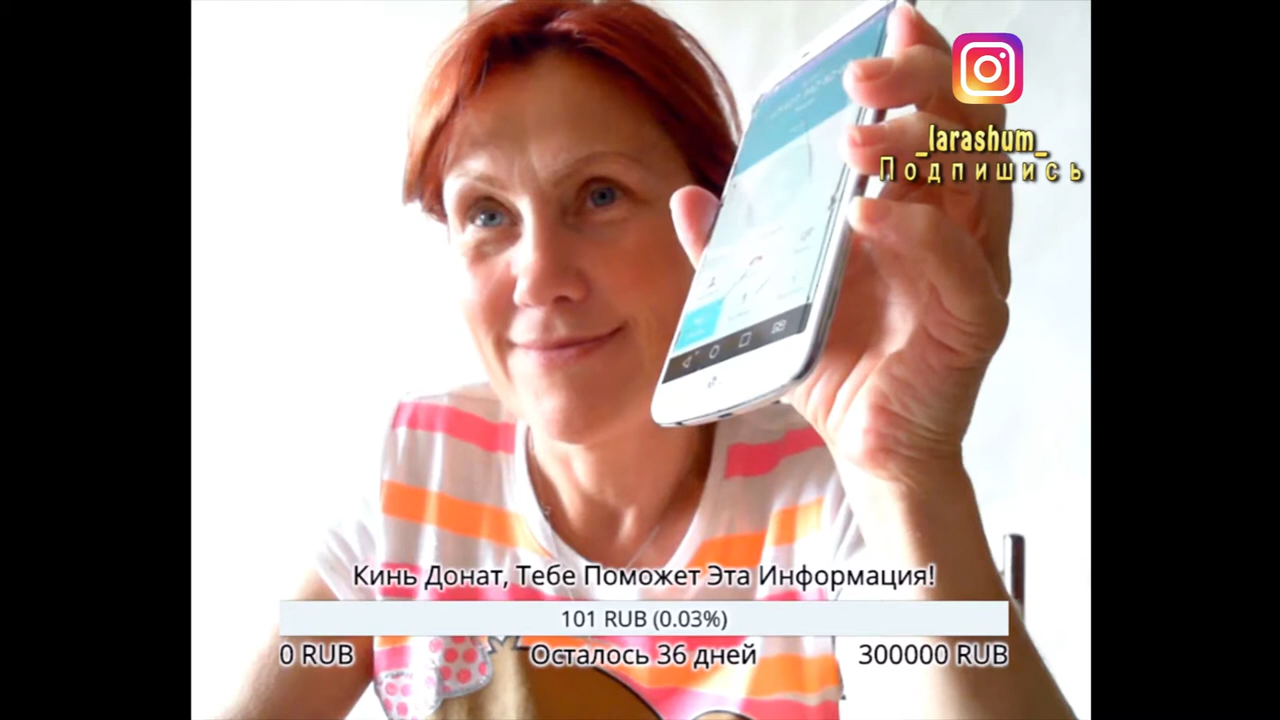 _larashum_
Подпишись
Кинь Донат, Тебе Поможет Эта Информация!
101 RUB (0.03%)
0 RUB
Осталось 36 дней
300000 RUB